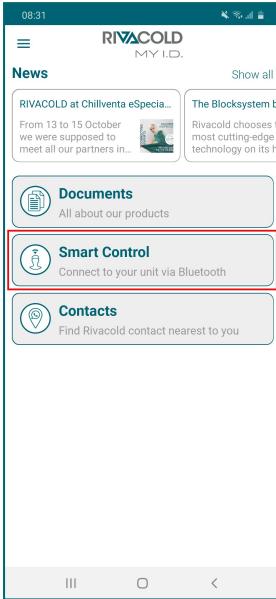 08:31
RIVACOLD
MY I.D.
News
Show all
RIVACOLD at Chillventa eSpecia...
From 13 to 15 October
we were supposed to
meet all our partners in...
The Blocksystem b
Rivacold chooses t
most cutting-edge
technology on its h
Documents
All about our products
Smart Control
Connect to your unit via Bluetooth
Contacts
Find Rivacold contact nearest to you